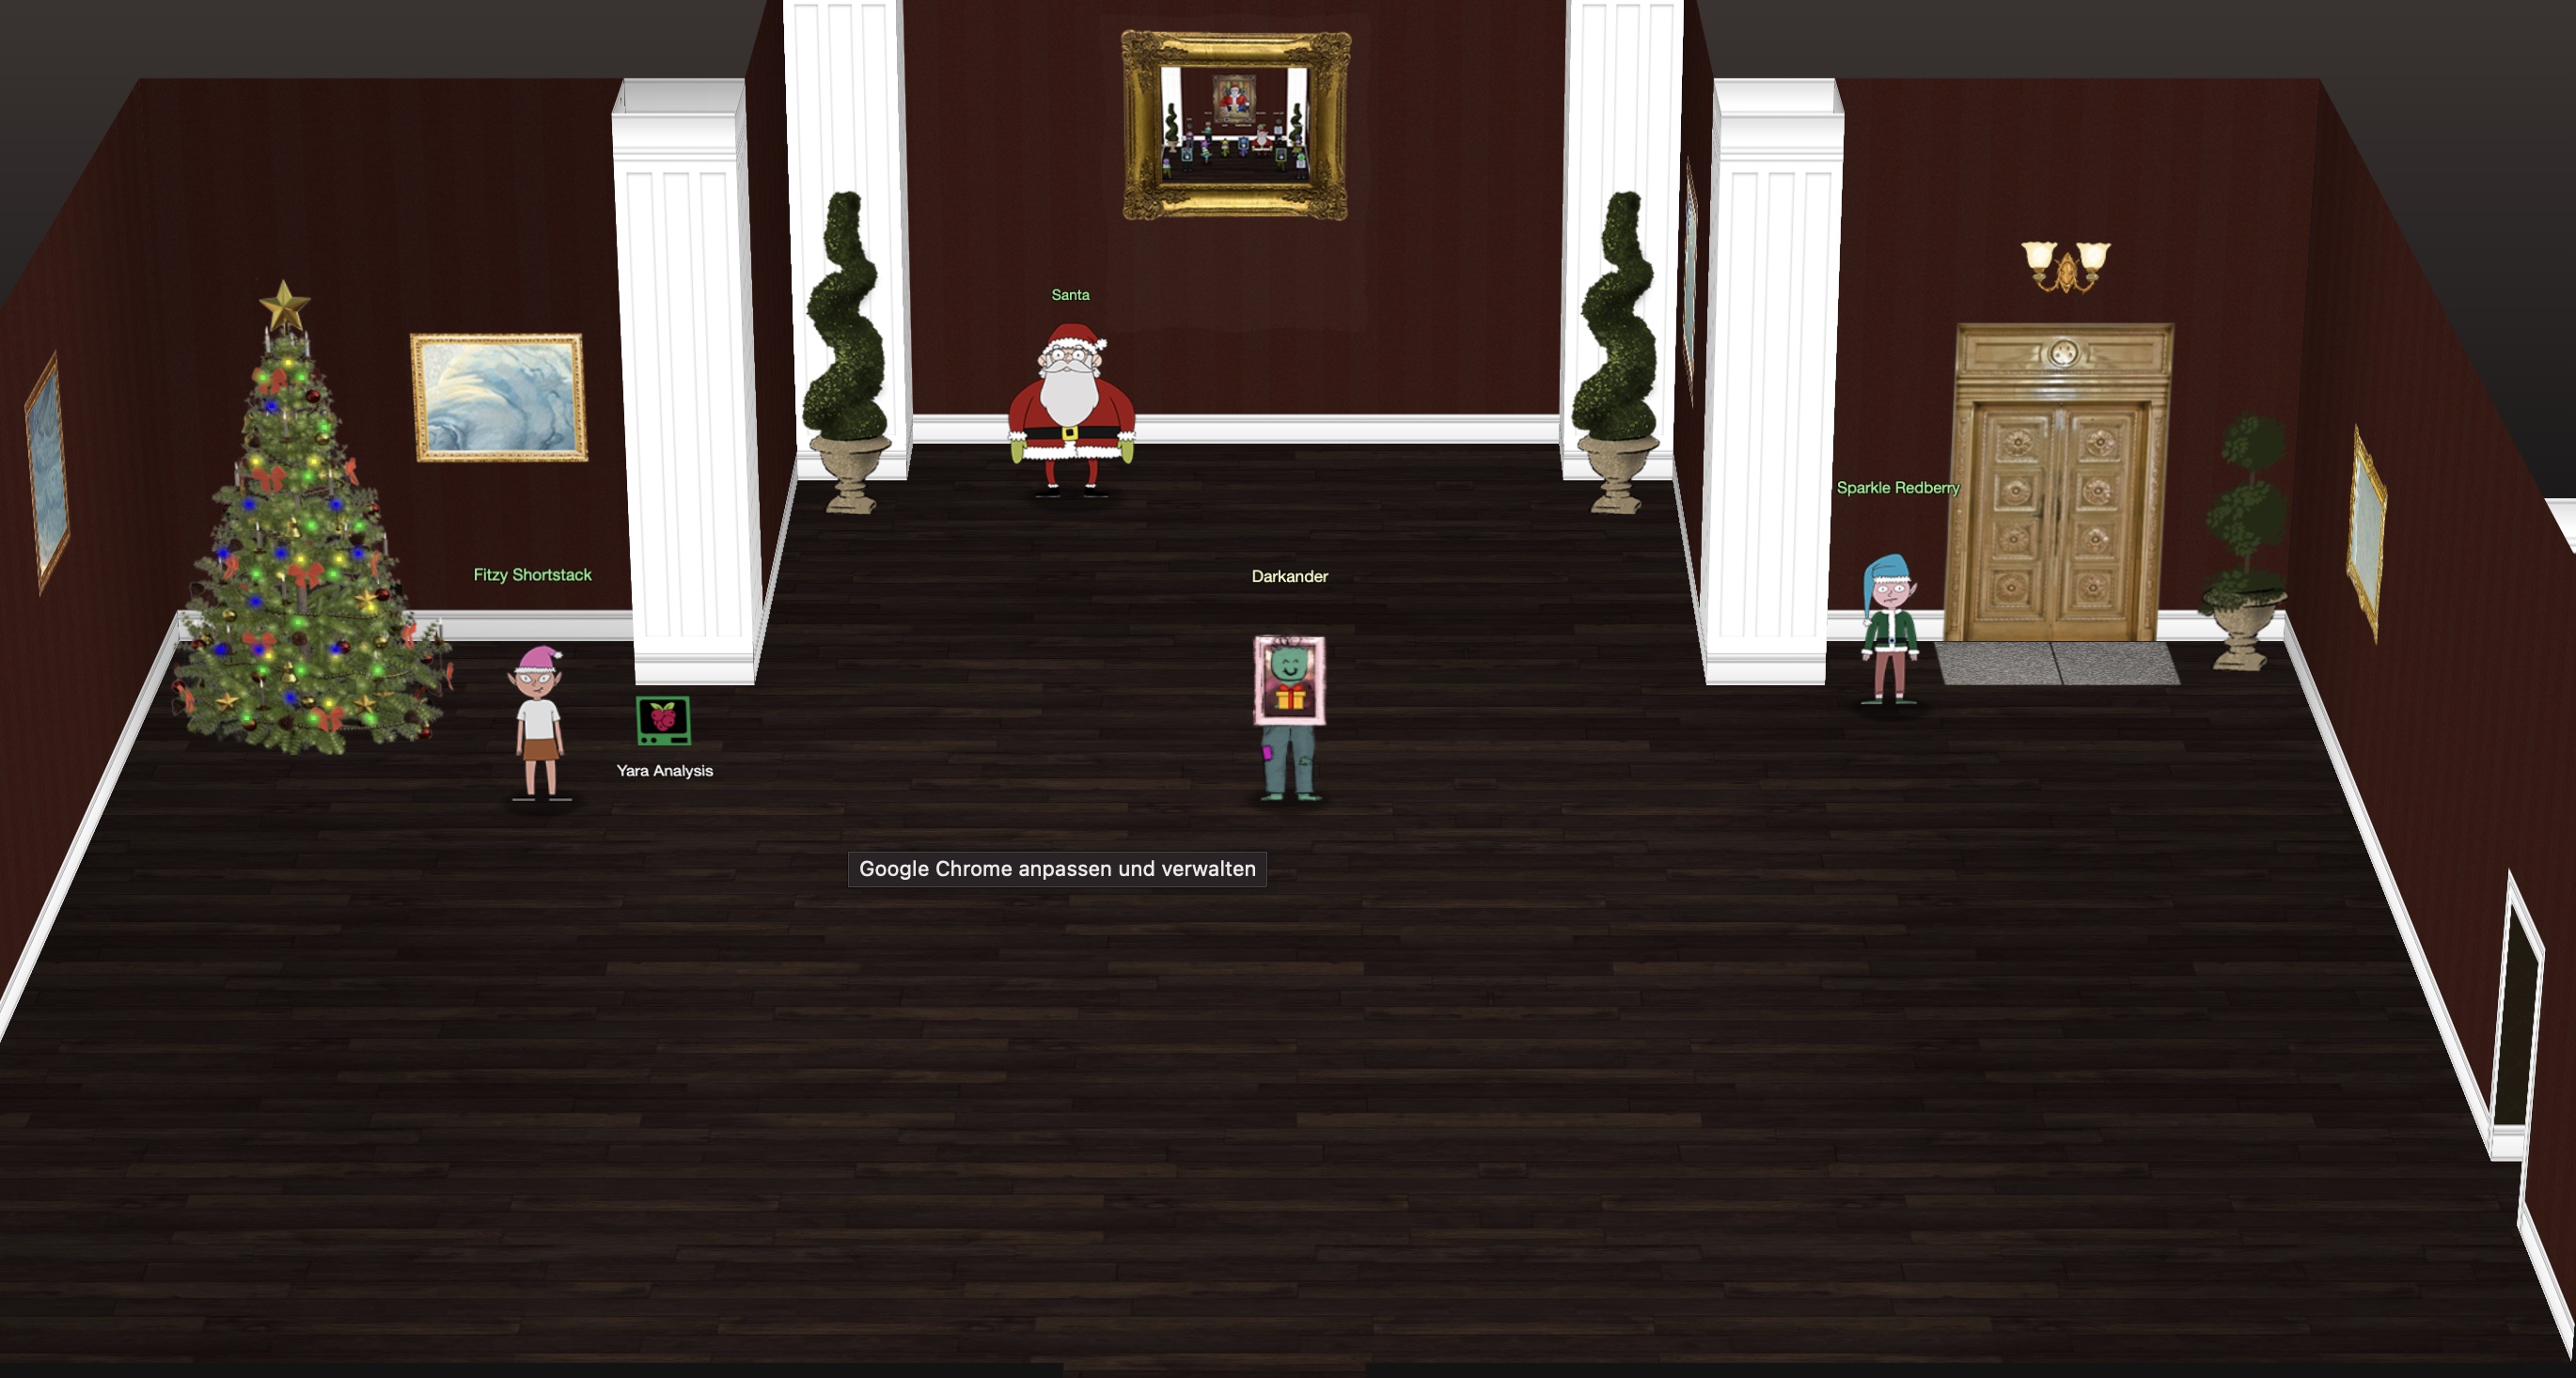 Santa
Sparkle Redberry
Fitzy Shortstack
Darkander
Yara Analysis
Google Chrome anpassen und verwalten